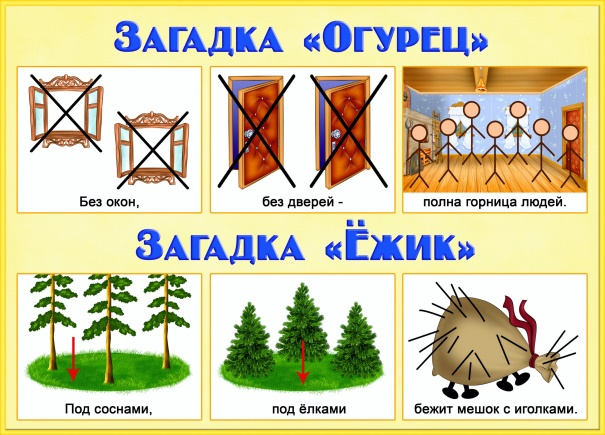 Загадка «Огурец»
Без окон,
без дверей -
полна горница людей.
Загадка «Ёжик»
Под соснами,
под ёлками
бежит мешок с иголками.